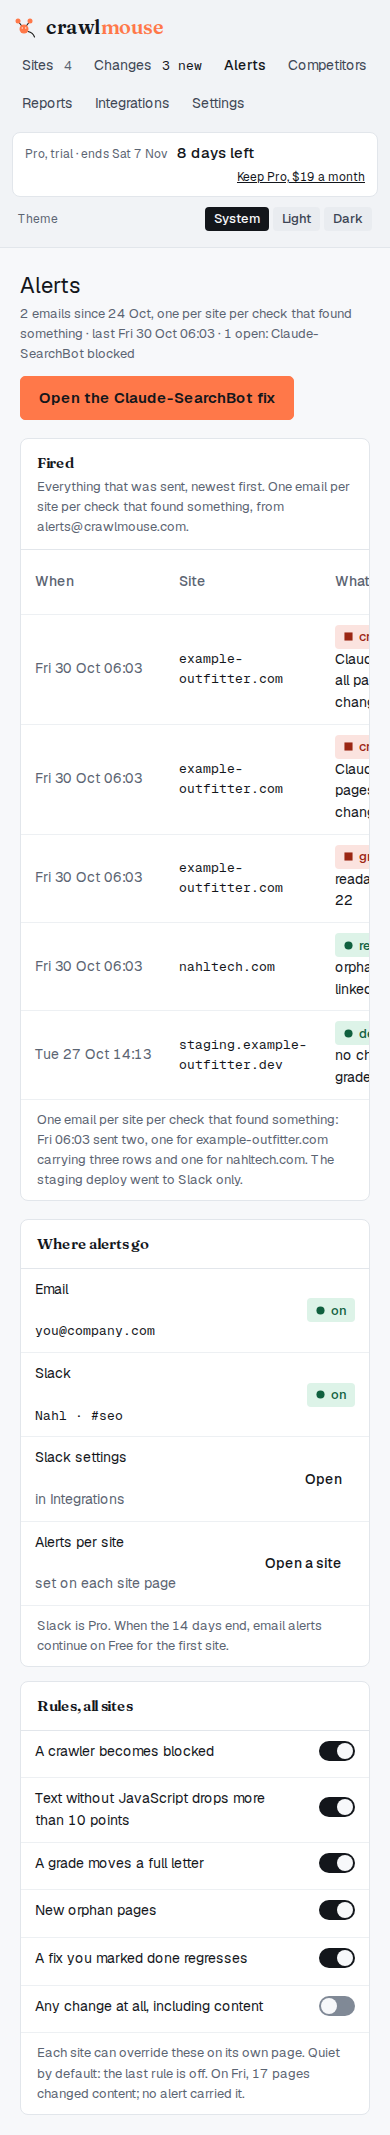 crawlmouse
Sites 4 Changes 3 new Alerts Competitors
Reports Integrations Settings
Pro, trial · ends Sat 7 Nov 8 days left
Keep Pro, $19 a month
Theme System Light Dark
Alerts
2 emails since 24 Oct, one per site per check that found
something · last Fri 30 Oct 06:03 · 1 open: Claude-
SearchBot blocked
Open the Claude-SearchBot fix
Fired
Everything that was sent, newest first. One email per
site per check that found something, from
alerts@crawlmouse.com.
When Site What
Fri 30 Oct 06:03
example-
outfitter.com
all pa
Fri 30 Oct 06:03
example-
outfitter.com
pages
Fri 30 Oct 06:03
example-
outfitter.com
22
Fri 30 Oct 06:03 nahltech.com
linked
Tue 27 Oct 14:13
staging.example-
outfitter.dev
no ch
grade
One email per site per check that found something:
Fri 06:03 sent two, one for example-outfitter.com
carrying three rows and one for nahltech.com. The
staging deploy went to Slack only.
Where alerts go
Email
you@company.com
on
Slack
Nahl · #seo
on
Slack settings
in Integrations
Open
Alerts per site
set on each site page
Open a site
Slack is Pro. When the 14 days end, email alerts
continue on Free for the first site.
Rules, all sites
A crawler becomes blocked
Text without JavaScript drops more
than 10 points
A grade moves a full letter
New orphan pages
A fix you marked done regresses
Any change at all, including content
Each site can override these on its own page. Quiet
by default: the last rule is off. On Fri, 17 pages
changed content; no alert carried it.